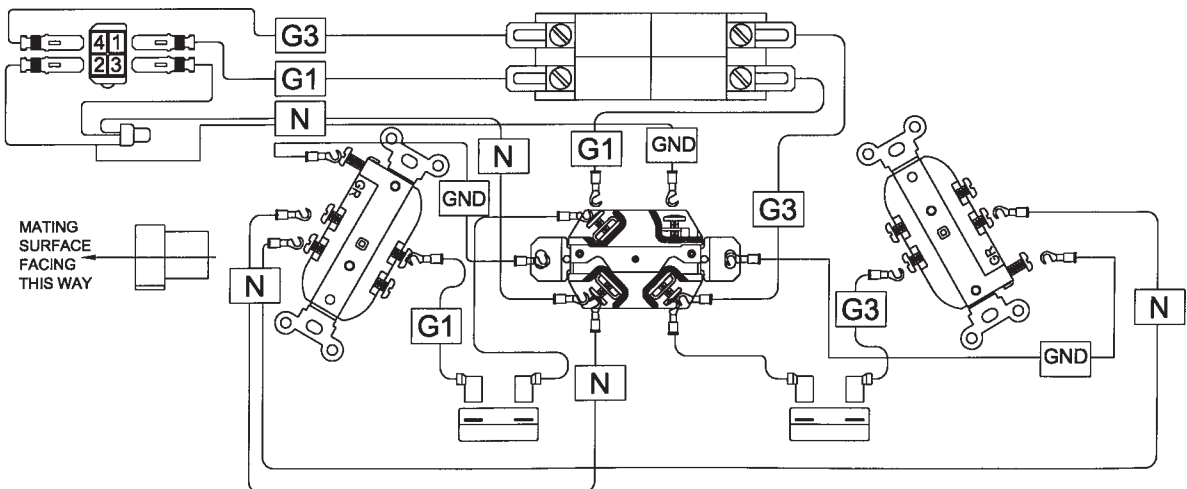 G3
4 1
2 3
G1
N
N
G1
GND
GND
G3
GR
MATING
SURFACE
FACING
THIS WAY
N
G1
G3
GR
N
GND
N